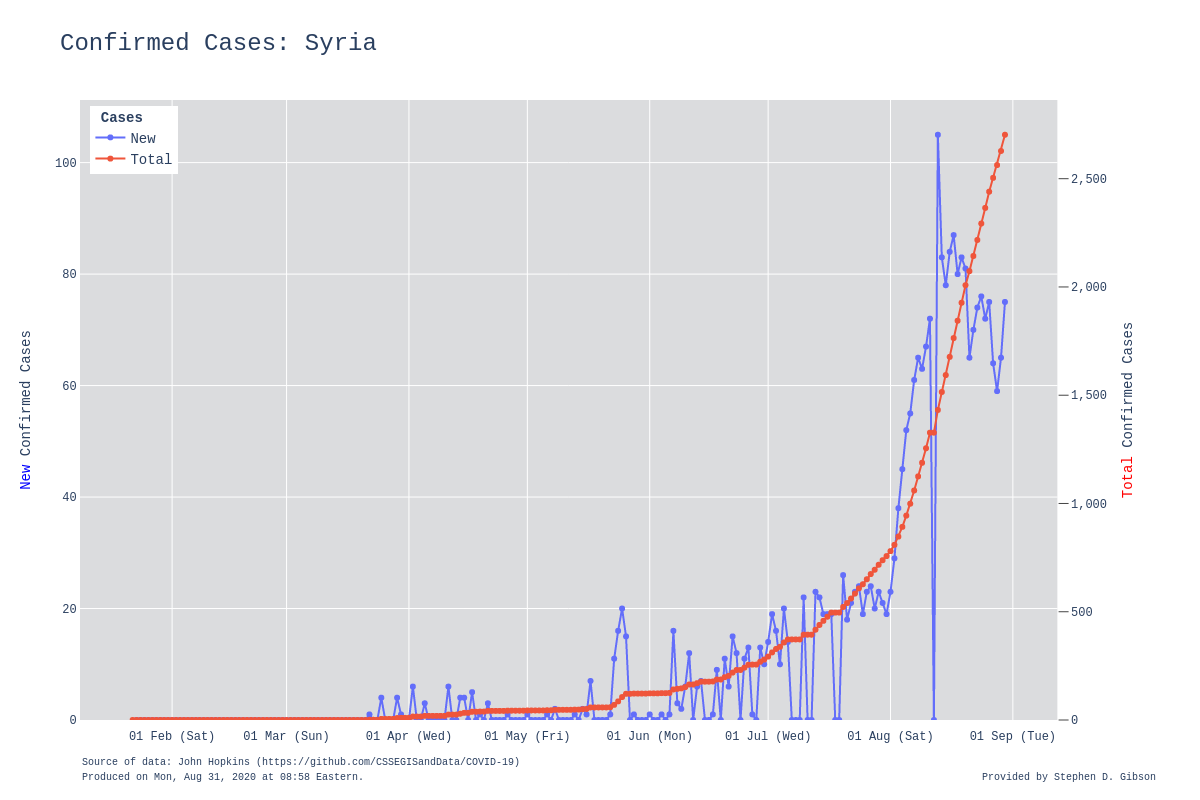 Confirmed Cases: Syria
Cases
New
Total
100
80
60
40
20
0
2,500
2,000
1,500
1,000
500
0
New Confirmed Cases
Total Confirmed Cases
01 Feb (Sat) 01 Mar (Sun) 01 Apr (Wed) 01 May (Fri) 01 Jun (Mon) 01 Jul (Wed) 01 Aug (Sat) 01 Sep (Tue)
Source of data: John Hopkins (https://github.com/CSSEGISandData/COVID-19)
Produced on Mon, Aug 31, 2020 at 08:58 Eastern.
Provided by Stephen D. Gibson